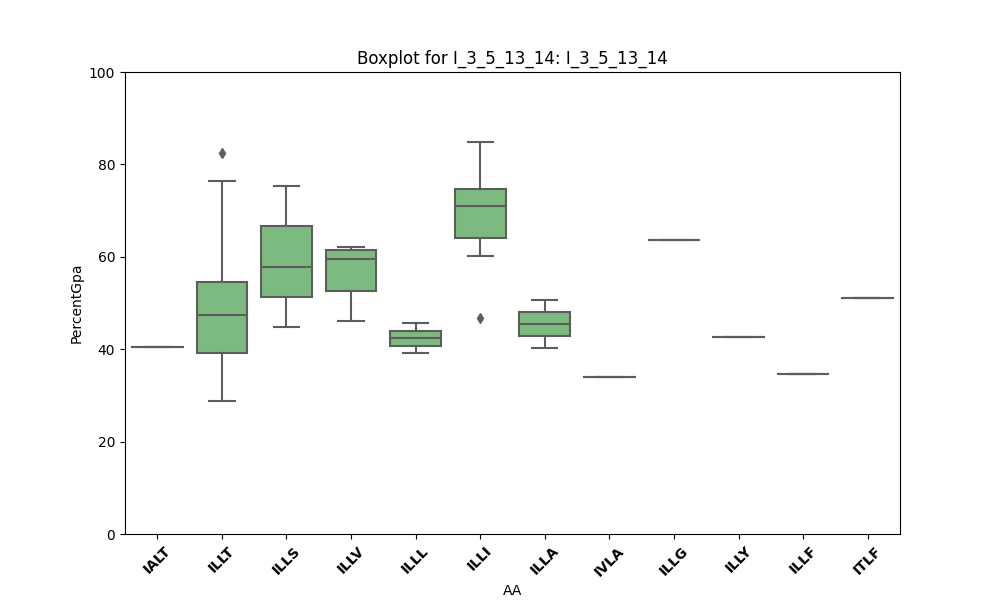 Boxplot for I_3_5_13_14: I_3_5_13_14
100
80
60
40
20
0
PercentGpa
IALT
ILLT
ILLS
ILLV
ILLL
ILLI
ILLA
IVLA
ILLG
ILLY
ILLF
ITLF
AA